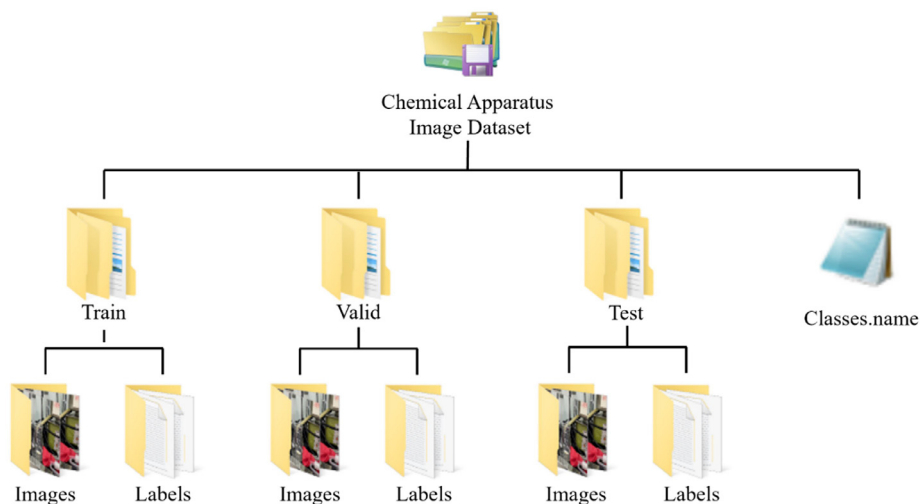 Chemical Apparatus
Image Dataset
Train
Valid
Test
Classes.name
Images
Labels
Images
Labels
Images
Labels